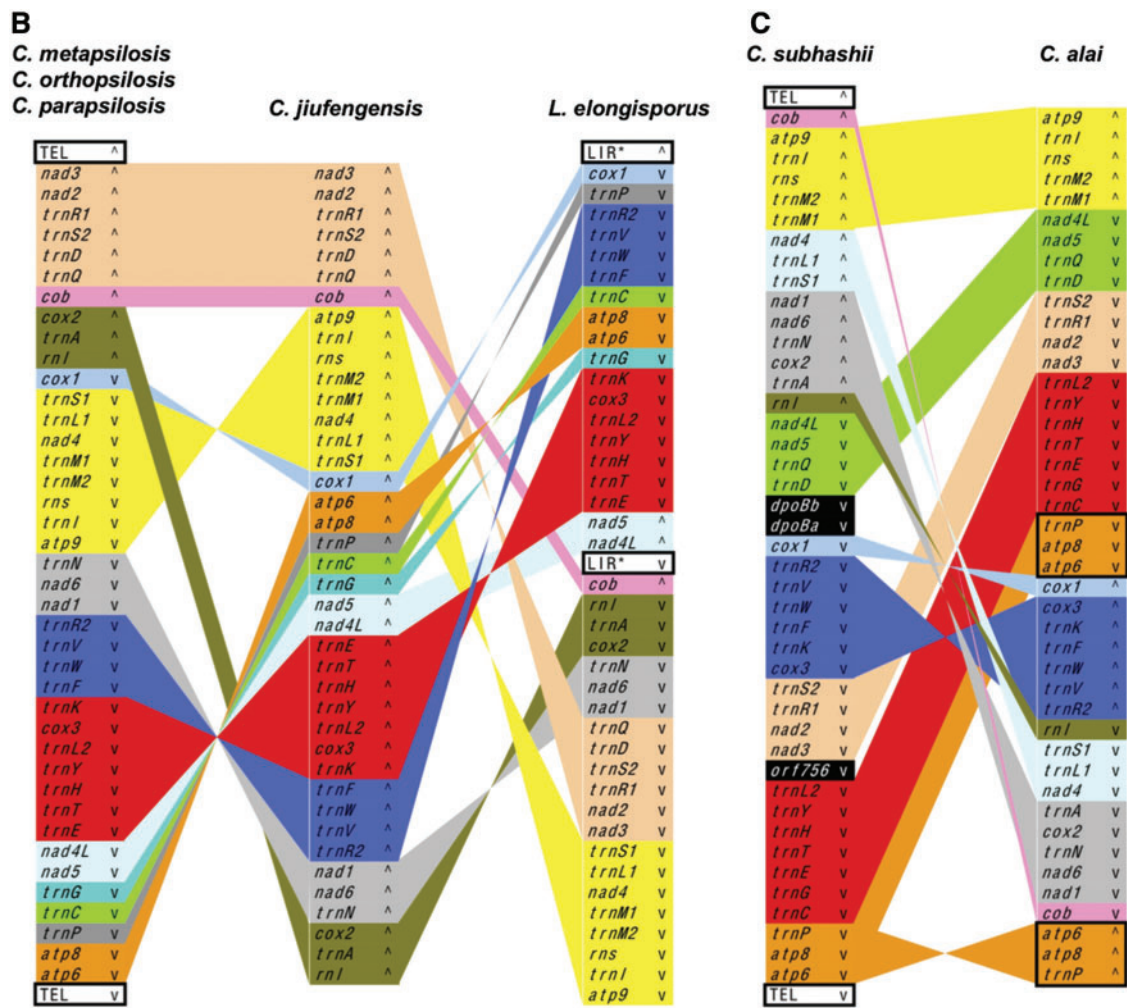 B
C. metapsilosis
C. orthopsilosis
C. parapsilosis
TEL ^
nad3 ^
nad2 ^
trnR1 ^
trnS2 ^
trnD ^
trnQ ^
cob ^
cox2 ^
trnA ^
rnl ^
cox1 v
trnS1 v
trnL1 v
nad4 v
trnM1 v
trnM2 v
rns v
trnI v
atp9 v
trnN v
nad6 v
nad1 v
trnR2 v
trnV v
trnW v
trnF v
trnK v
cox3 v
trnL2 v
trnY v
trnH v
trnT v
trnE v
nad4L v
nad5 v
trnG v
trnC v
trnP v
atp8 v
atp6 v
TEL v
C. jiufengensis
nad3 ^
nad2 ^
trnR1 ^
trnS2 ^
trnD ^
trnQ ^
cob ^
atp9 ^
trnI ^
rns ^
trnM2 ^
trnM1 ^
nad4 ^
trnL1 ^
trnS1 ^
cox1 ^
atp6 ^
atp8 ^
trnP ^
trnC ^
trnG ^
nad5 ^
nad4L ^
trnE ^
trnT ^
trnH ^
trnY ^
trnL2 ^
cox3 ^
trnK ^
trnF ^
trnW ^
trnV ^
trnR2 ^
nad1 ^
nad6 ^
trnN ^
cox2 ^
trnA ^
rnl ^
L. elongisporus
LIR* ^
cox1 v
trnP v
trnR2 v
trnV v
trnW v
trnF v
trnC v
atp8 v
atp6 v
trnG v
trnK v
cox3 v
trnL2 v
trnY v
trnH v
trnT v
trnE v
nad5 ^
nad4L ^
LIR* v
cob ^
rnl v
trnA v
cox2 v
trnN v
nad6 v
nad1 v
trnQ v
trnD v
trnS2 v
trnR1 v
nad2 v
nad3 v
trnS1 v
trnL1 v
nad4 v
trnM1 v
trnM2 v
rns v
trnI v
atp9 v
C
C. subhashii
TEL ^
cob ^
atp9 ^
trnI ^
rns ^
trnM2 ^
trnM1 ^
nad4 ^
trnL1 ^
trnS1 ^
nad1 ^
nad6 ^
trnN ^
cox2 ^
trnA ^
rnl ^
nad4L v
nad5 v
trnQ v
trnD v
dpoBb v
dpoBa v
cox1 v
trnR2 v
trnV v
trnW v
trnF v
trnK v
cox3 v
trnS2 v
trnR1 v
nad2 v
nad3 v
orf756 v
trnL2 v
trnY v
trnH v
trnT v
trnE v
trnG v
trnC v
trnP v
atp8 v
atp6 v
TEL v
C. alai
atp9 ^
trnI ^
rns ^
trnM2 ^
trnM1 ^
nad4L v
nad5 v
trnQ v
trnD v
trnS2 v
trnR1 v
nad2 v
nad3 v
trnL2 v
trnY v
trnH v
trnT v
trnE v
trnG v
trnC v
trnP v
atp8 v
atp6 v
cox1 ^
cox3 ^
trnK ^
trnF ^
trnW ^
trnV ^
trnR2 ^
rnl v
trnS1 v
trnL1 v
nad4 v
trnA v
cox2 v
trnN v
nad6 v
nad1 v
cob v
atp6 ^
atp8 ^
trnP ^